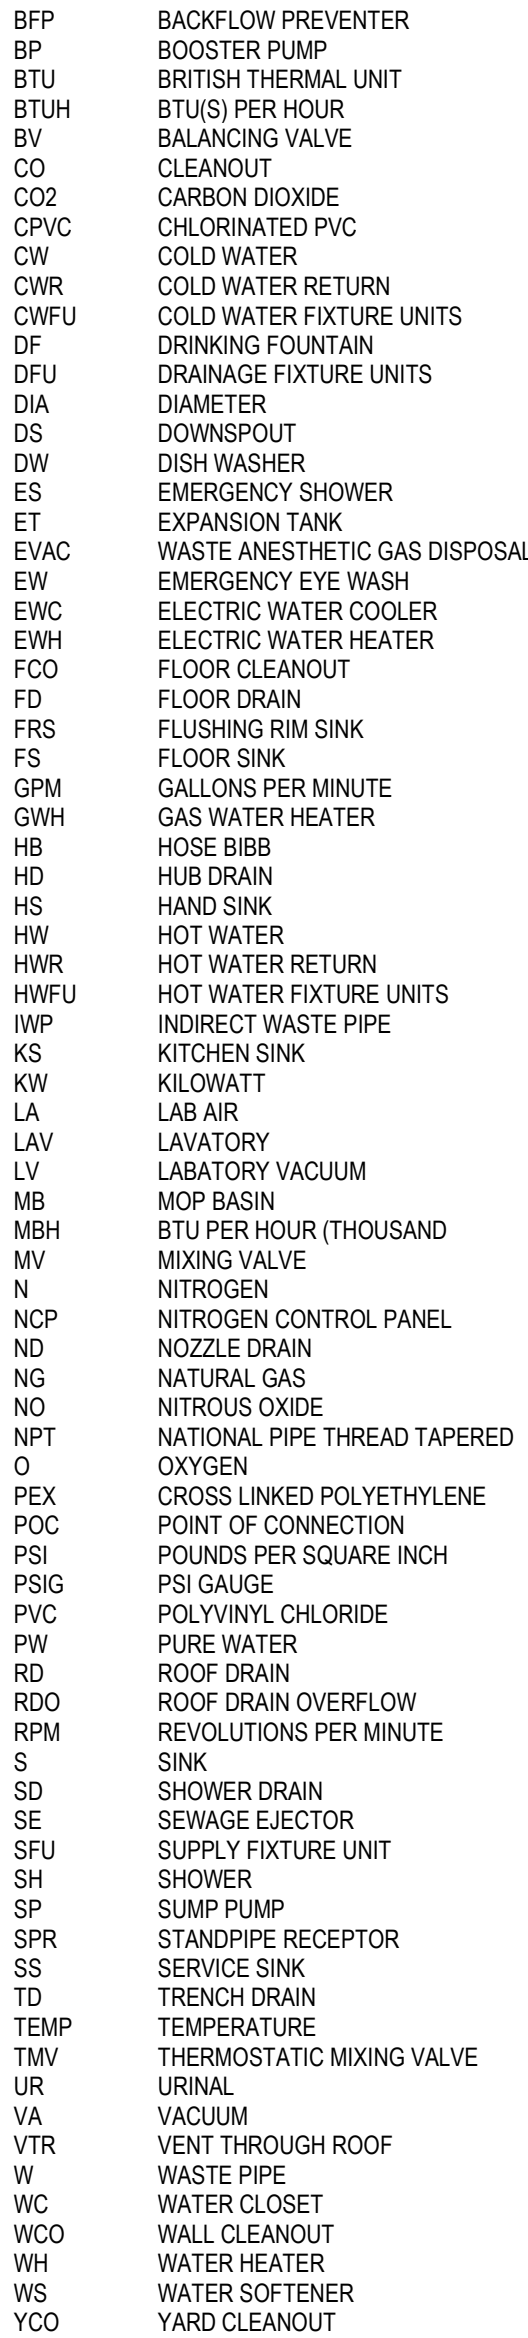 BFP BACKFLOW PREVENTER
BP BOOSTER PUMP
BTU BRITISH THERMAL UNIT
BTUH BTU(S) PER HOUR
BV BALANCING VALVE
CO CLEANOUT
CO2 CARBON DIOXIDE
CPVC CHLORINATED PVC
CW COLD WATER
CWR COLD WATER RETURN
CWFU COLD WATER FIXTURE UNITS
DF DRINKING FOUNTAIN
DFU DRAINAGE FIXTURE UNITS
DIA DIAMETER
DS DOWNSPOUT
DW DISH WASHER
ES EMERGENCY SHOWER
ET EXPANSION TANK
EVAC WASTE ANESTHETIC GAS DISPOSAL
EW EMERGENCY EYE WASH
EWC ELECTRIC WATER COOLER
EWH ELECTRIC WATER HEATER
FCO FLOOR CLEANOUT
FD FLOOR DRAIN
FRS FLUSHING RIM SINK
FS FLOOR SINK
GPM GALLONS PER MINUTE
GWH GAS WATER HEATER
HB HOSE BIBB
HD HUB DRAIN
HS HAND SINK
HW HOT WATER
HWR HOT WATER RETURN
HWFU HOT WATER FIXTURE UNITS
IWP INDIRECT WASTE PIPE
KS KITCHEN SINK
KW KILOWATT
LA LAB AIR
LAV LAVATORY
LV LABATORY VACUUM
MB MOP BASIN
MBH BTU PER HOUR (THOUSAND
MV MIXING VALVE
N NITROGEN
NCP NITROGEN CONTROL PANEL
ND NOZZLE DRAIN
NG NATURAL GAS
NO NITROUS OXIDE
NPT NATIONAL PIPE THREAD TAPERED
O OXYGEN
PEX CROSS LINKED POLYETHYLENE
POC POINT OF CONNECTION
PSI POUNDS PER SQUARE INCH
PSIG PSI GAUGE
PVC POLYVINYL CHLORIDE
PW PURE WATER
RD ROOF DRAIN
RDO ROOF DRAIN OVERFLOW
RPM REVOLUTIONS PER MINUTE
S SINK
SD SHOWER DRAIN
SE SEWAGE EJECTOR
SFU SUPPLY FIXTURE UNIT
SH SHOWER
SP SUMP PUMP
SPR STANDPIPE RECEPTOR
SS SERVICE SINK
TD TRENCH DRAIN
TEMP TEMPERATURE
TMV THERMOSTATIC MIXING VALVE
UR URINAL
VA VACUUM
VTR VENT THROUGH ROOF
W WASTE PIPE
WC WATER CLOSET
WCO WALL CLEANOUT
WH WATER HEATER
WS WATER SOFTENER
YCO YARD CLEANOUT